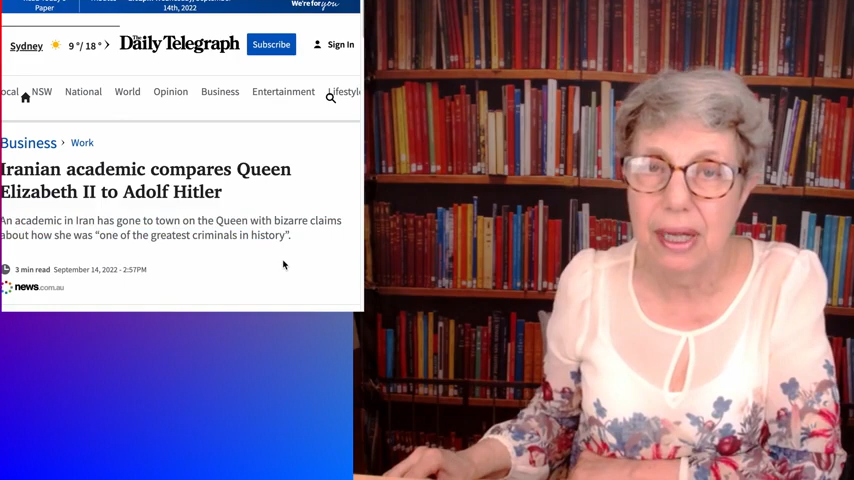 Paper
14th, 2022
We're for you
Sydney 9°/18° > The Daily Telegraph Subscribe Sign In
ocal NSW National World Opinion Business Entertainment Lifestyle
Business > Work
Iranian academic compares Queen
Elizabeth II to Adolf Hitler
An academic in Iran has gone to town on the Queen with bizarre claims
about how she was “one of the greatest criminals in history”.
3 min read September 14, 2022 - 2:57PM
news.com.au